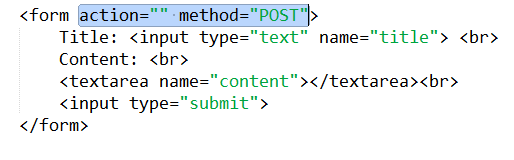 <form action="" method="POST">
Title: <input type="text" name="title"> <br>
Content: <br>
<textarea name="content"></textarea><br>
<input type="submit">
</form>